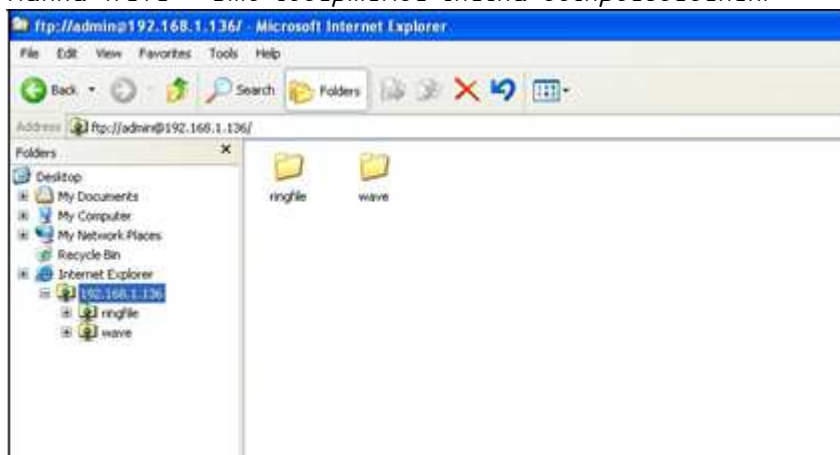 ftp://admin@192.168.1.136/ - Microsoft Internet Explorer
File Edit View Favorites Tools Help
Back Search Folders
Address ftp://admin@192.168.1.136/
Folders
Desktop
My Documents
My Computer
My Network Places
Recycle Bin
Internet Explorer
192.168.1.136
ringfile
wave
ringfile wave